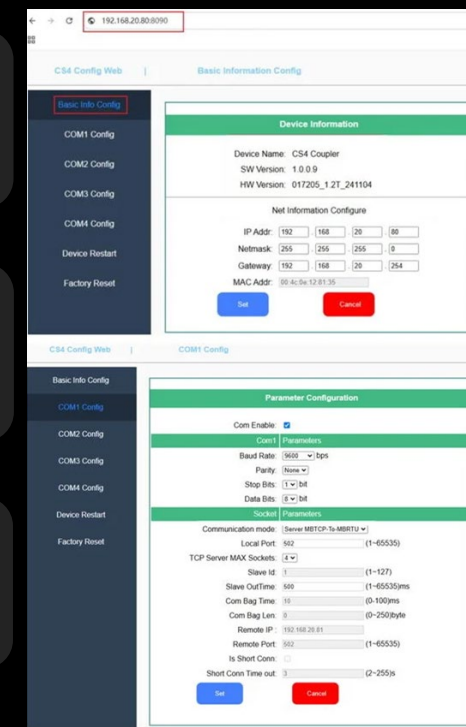 192.168.20.80:8090
CS4 Config Web | Basic Information Config
Basic Info Config
COM1 Config
COM2 Config
COM3 Config
COM4 Config
Device Restart
Factory Reset
Device Information
Device Name: CS4 Coupler
SW Version: 1.0.0.9
HW Version: 017205_1.2T_241104
Net Information Configure
IP Addr: 192 . 168 . 20 . 80
Netmask: 255 . 255 . 255 . 0
Gateway: 192 . 168 . 20 . 254
MAC Addr: 00:4c:0e:12:81:35
Set Cancel
CS4 Config Web | COM1 Config
Basic Info Config
COM1 Config
COM2 Config
COM3 Config
COM4 Config
Device Restart
Factory Reset
Parameter Configuration
Com Enable:
Com1 Parameters
Baud Rate: 9600 bps
Parity: None
Stop Bits: 1 bit
Data Bits: 8 bit
Socket Parameters
Communication mode: Server MBTCP-To-MBRTU
Local Port: 502 (1~65535)
TCP Server MAX Sockets: 4
Slave Id: 1 (1~127)
Slave OutTime: 500 (1~65535)ms
Com Bag Time: 10 (0-100)ms
Com Bag Len: 0 (0~250)byte
Remote IP : 192.168.20.81
Remote Port: 502 (1~65535)
Is Short Conn:
Short Conn Time out: 3 (2~255)s
Set Cancel